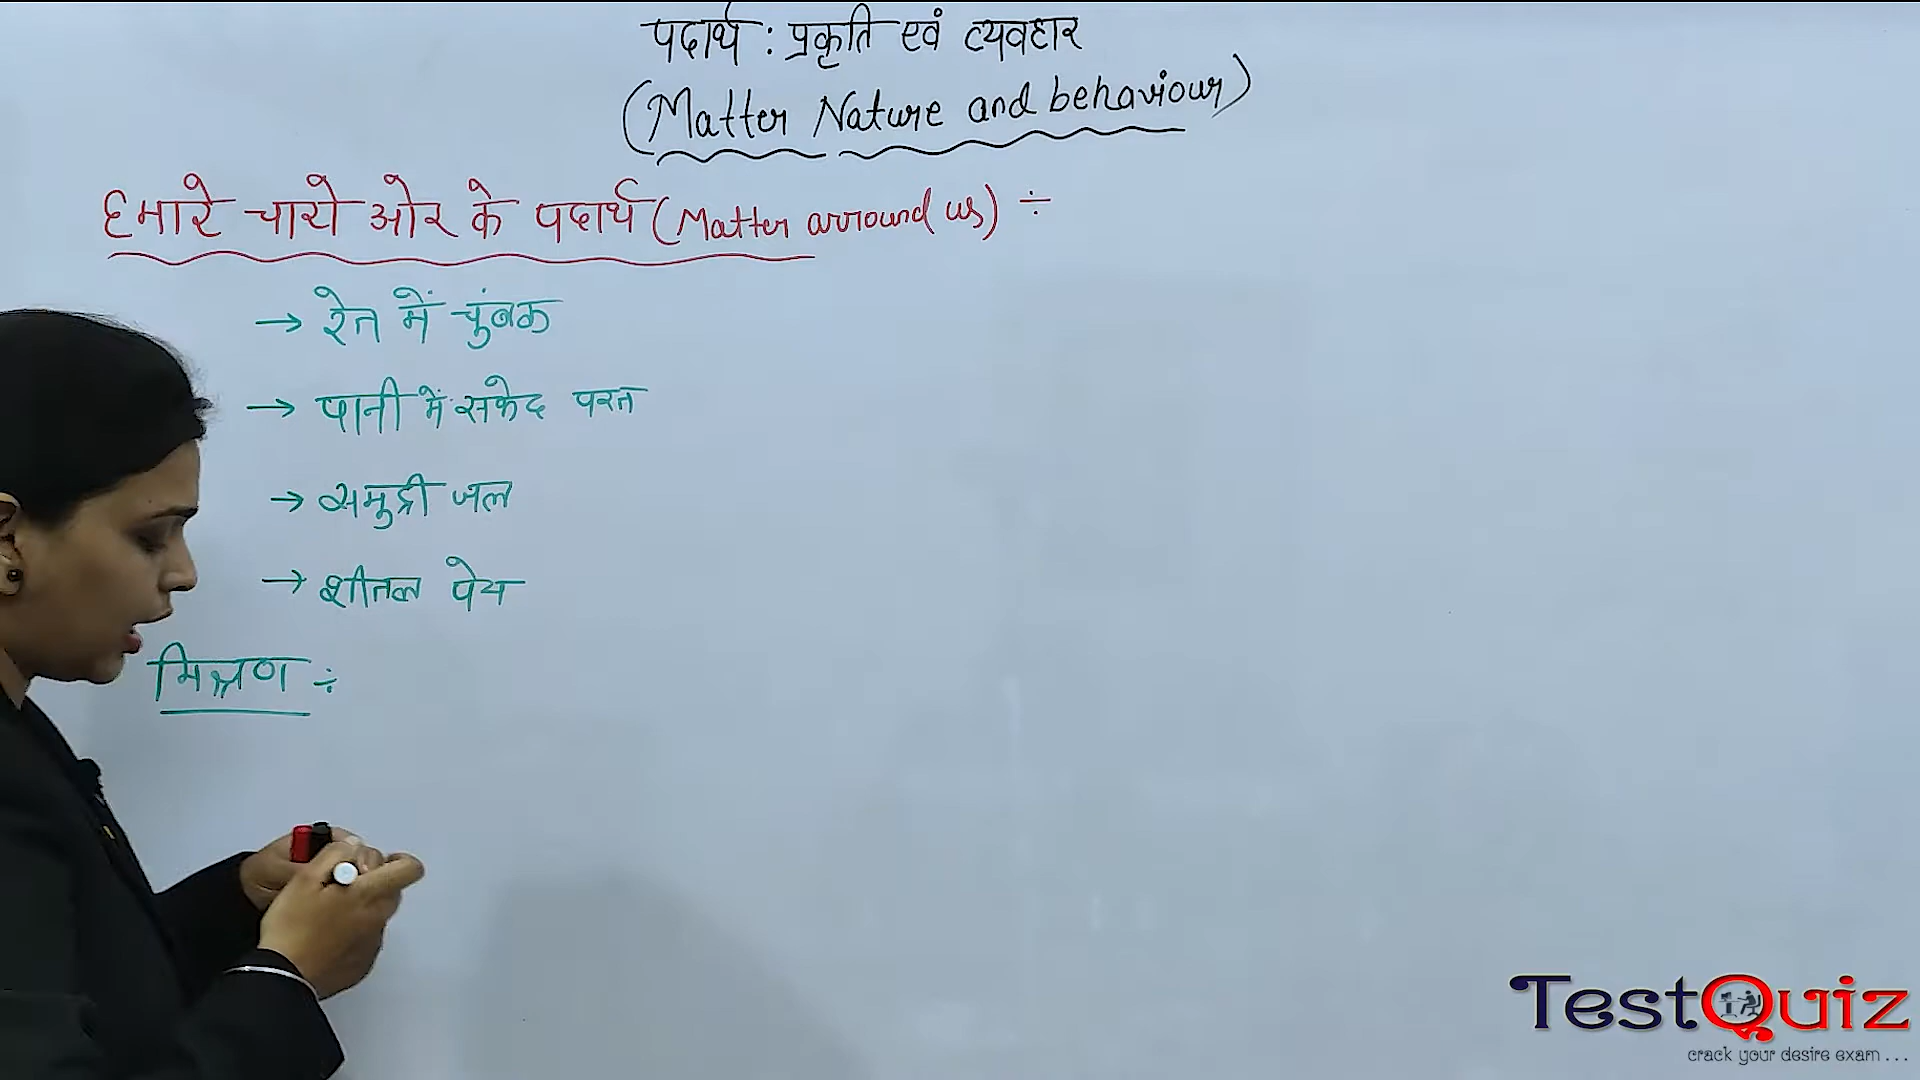 पदार्थ : प्रकृति एवं व्यवहार
(Matter Nature and behaviour)
हमारे चारो ओर के पदार्थ (Matter arround us) ÷
→ रेत में चुंबक
→ पानी में सफेद परत
→ समुद्री जल
→ शीतल पेय
मिश्रण ÷
TestQuiz
crack your desire exam ...